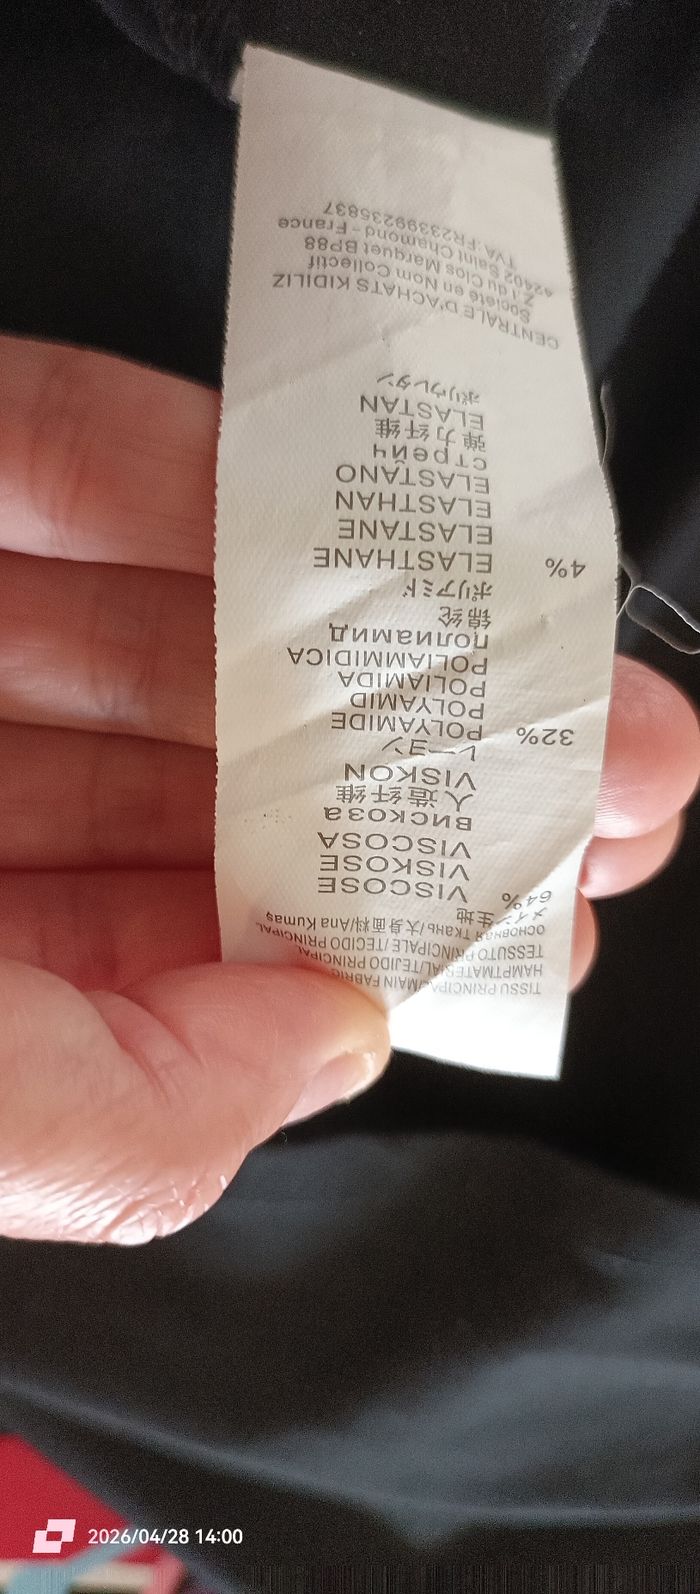 TISSU PRINCIPAL/MAIN FABRIC
HAMPTMATERIAL/TEJIDO PRINCIPAL
TESSUTO PRINCIPALE/TECIDO PRINCIPAL
основная ткань/大身面料/Ana Kumaş
メイン生地
64% VISCOSE
VISKOSE
VISCOSA
вискоза
人造纤维
VISKON
レーヨン
32% POLYAMIDE
POLYAMID
POLIAMIDA
POLIAMMIDICA
полиамид
锦纶
ポリアミド
4% ELASTHANE
ELASTANE
ELASTHAN
ELASTANO
стрейч
弹力纤维
ELASTAN
ポリウレタン
CENTRALE D'ACHATS KIDILIZ
Société en Nom Collectif
Z I du Clos Marquet BP88
42402 Saint Chamond - France
TVA:FR23399235837
2026/04/28 14:00